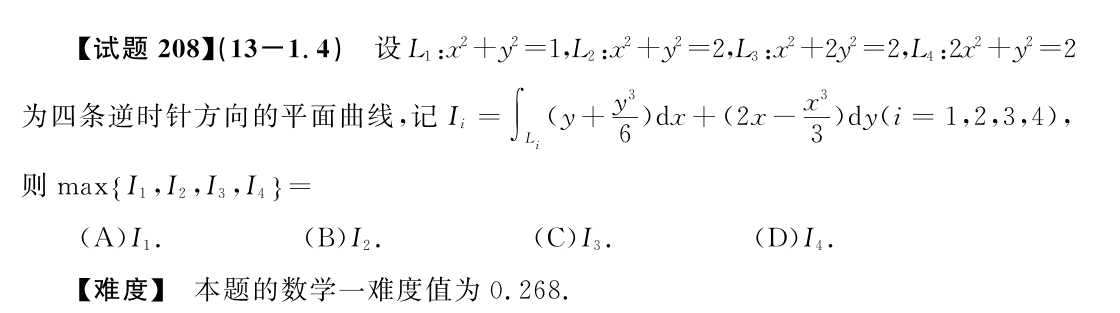 【试题 208】(13-1.4) 设 L₁:x²+y²=1,L₂:x²+y²=2,L₃:x²+2y²=2,L₄:2x²+y²=2
为四条逆时针方向的平面曲线,记 Iᵢ = ∫_{Lᵢ} (y+\frac{y³}{6})dx+(2x-\frac{x³}{3})dy(i = 1,2,3,4),
则 max{I₁,I₂,I₃,I₄}=
(A)I₁. (B)I₂. (C)I₃. (D)I₄.
【难度】 本题的数学一难度值为 0.268.